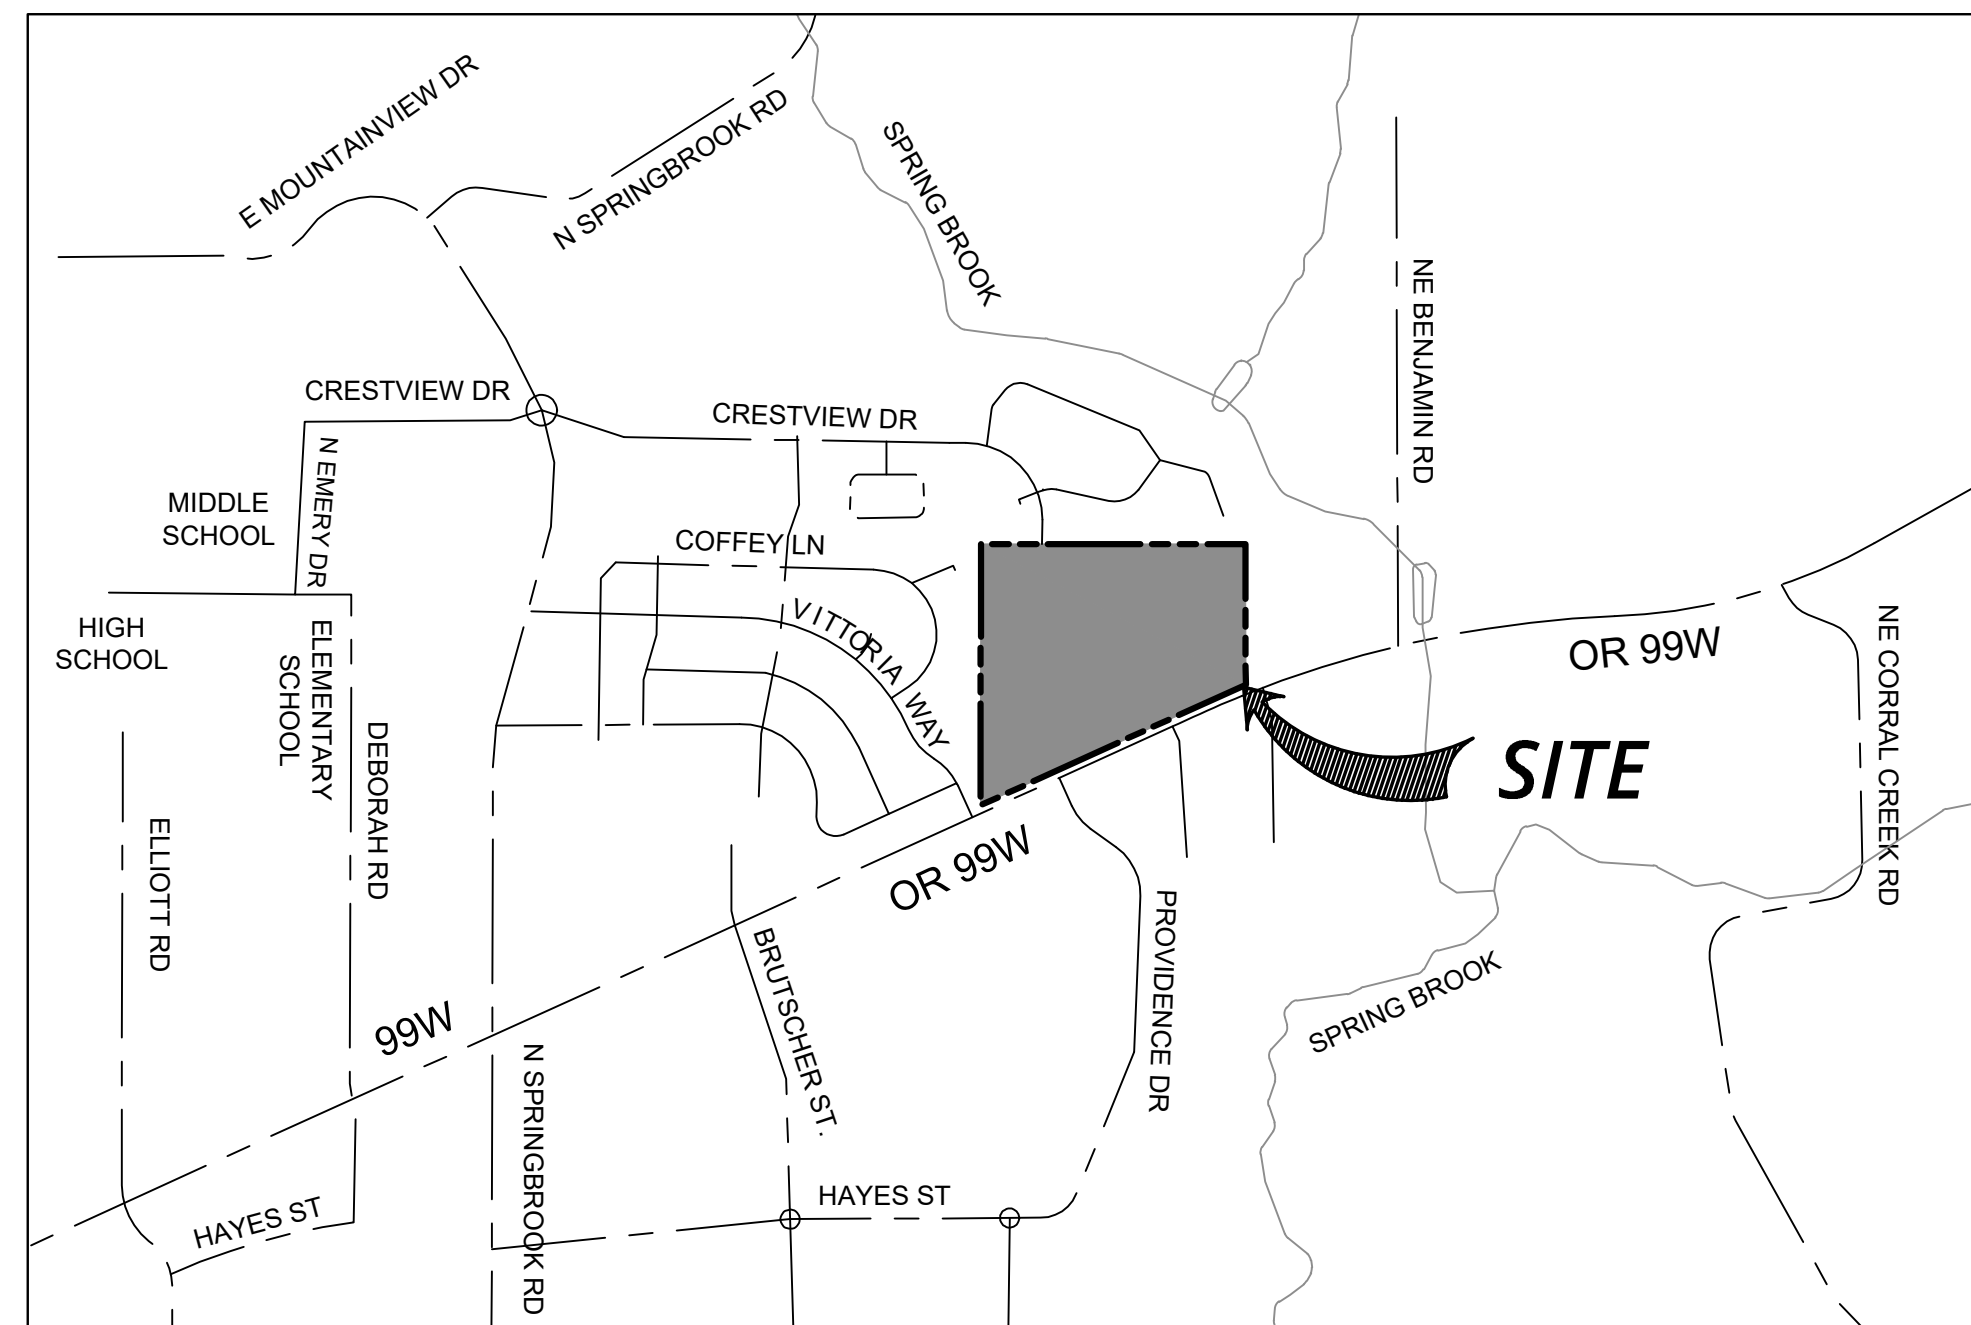 E MOUNTAINVIEW DR
N SPRINGBROOK RD
SPRING BROOK
NE BENJAMIN RD
CRESTVIEW DR
CRESTVIEW DR
N EMERY DR
MIDDLE
SCHOOL
COFFEY LN
VITTORIA WAY
HIGH
SCHOOL
ELEMENTARY
SCHOOL
OR 99W
NE CORRAL CREEK RD
DEBORAH RD
SITE
ELLIOTT RD
OR 99W
PROVIDENCE DR
BRUTSCHER ST.
SPRING BROOK
99W
N SPRINGBROOK RD
HAYES ST
HAYES ST